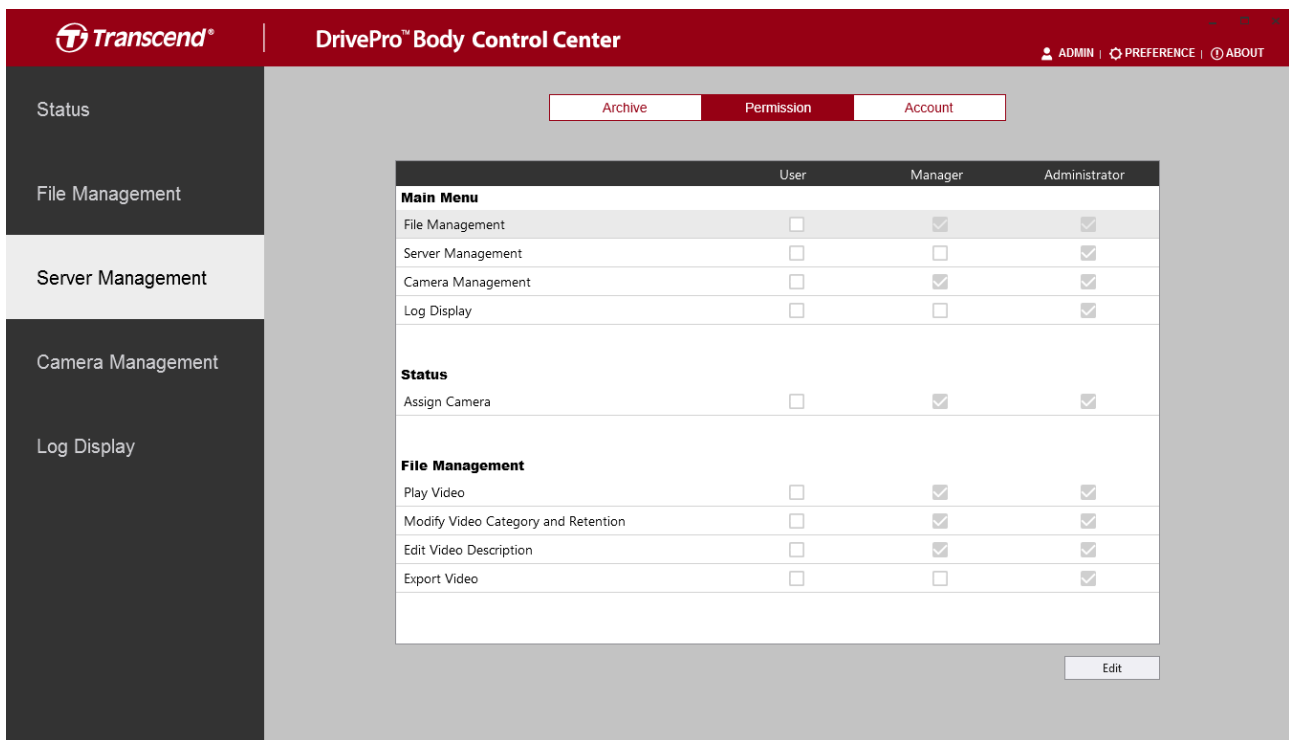 Transcend® DrivePro™ Body Control Center
ADMIN | PREFERENCE | ABOUT
Status
File Management
Server Management
Camera Management
Log Display
Archive Permission Account
User Manager Administrator
Main Menu
File Management
Server Management
Camera Management
Log Display
Status
Assign Camera
File Management
Play Video
Modify Video Category and Retention
Edit Video Description
Export Video
Edit